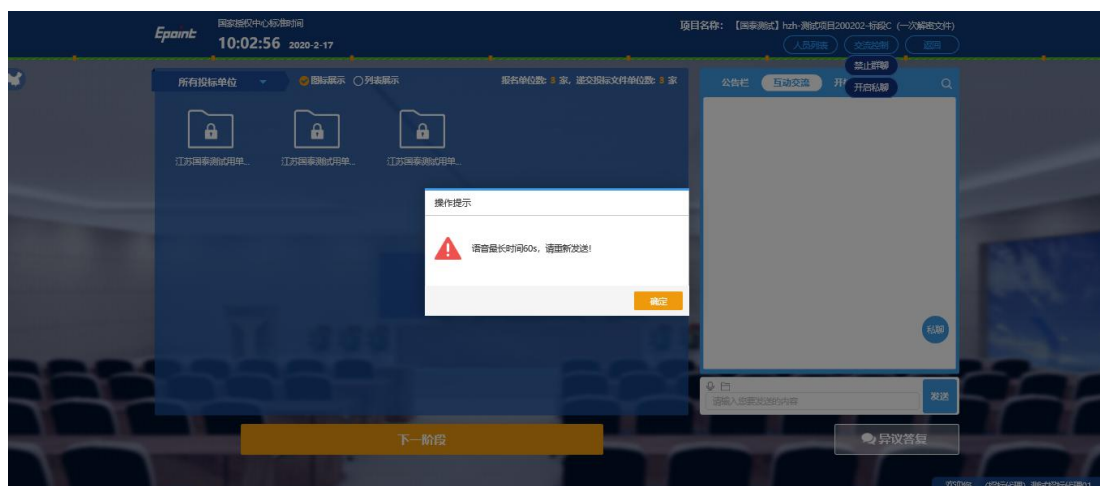 Epoint
国家授权中心标准时间
10:02:56 2020-2-17
项目名称：【国泰测试】hzh-测试项目200202-标段C（一次解密文件）
人员列表 交流控制 返回
禁止群聊
开启私聊
所有投标单位 图标展示 列表展示 报名单位数: 3 家, 递交投标文件单位数: 3 家
公告栏 互动交流 开
江苏国泰测试用单... 江苏国泰测试用单... 江苏国泰测试用单...
操作提示
语音最长时间60s，请重新发送!
确定
私聊
请输入您要发送的内容
发送
下一阶段
异议答复